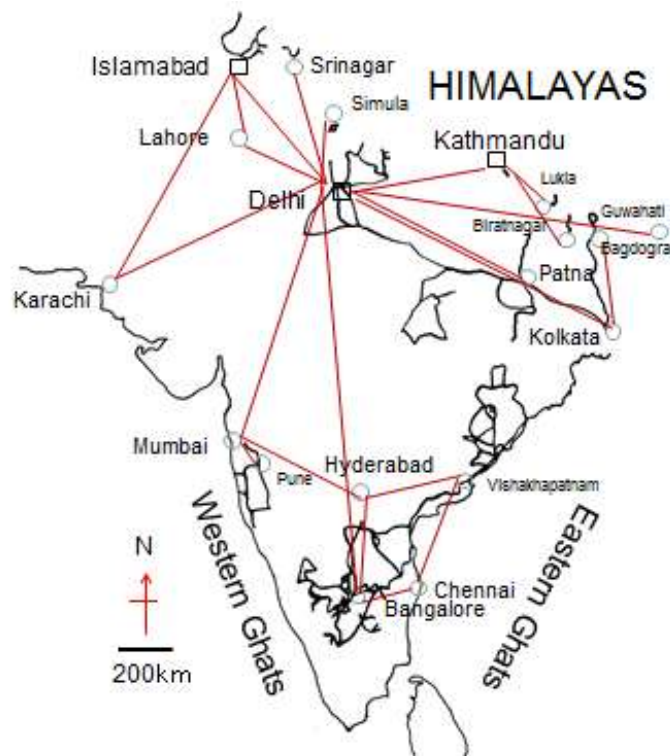 Islamabad
Srinagar
HIMALAYAS
Simula
Lahore
Kathmandu
Delhi
Lukla
Biratnagar
Guwahati
Bagdogra
Karachi
Patna
Kolkata
Mumbai
Hyderabad
Pune
Vilshakhapatnam
Western Ghats
Eastern Ghats
N
Chennai
Bangalore
200km